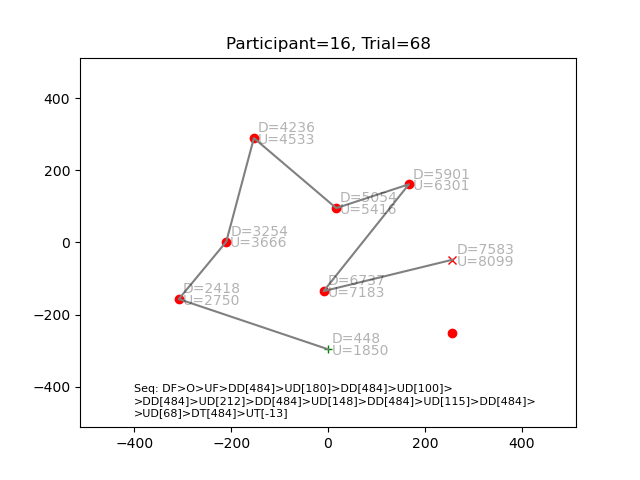 Participant=16, Trial=68
400
200
0
−200
−400
D=4236
U=4533
D=5901
U=6301
D=5054
U=5416
D=3254
U=3666
D=7583
U=8099
D=6737
U=7183
D=2418
U=2750
D=448
U=1850
Seq: DF>O>UF>DD[484]>UD[180]>DD[484]>UD[100]>
>DD[484]>UD[212]>DD[484]>UD[148]>DD[484]>UD[115]>DD[484]>
>UD[68]>DT[484]>UT[-13]
−400 −200 0 200 400